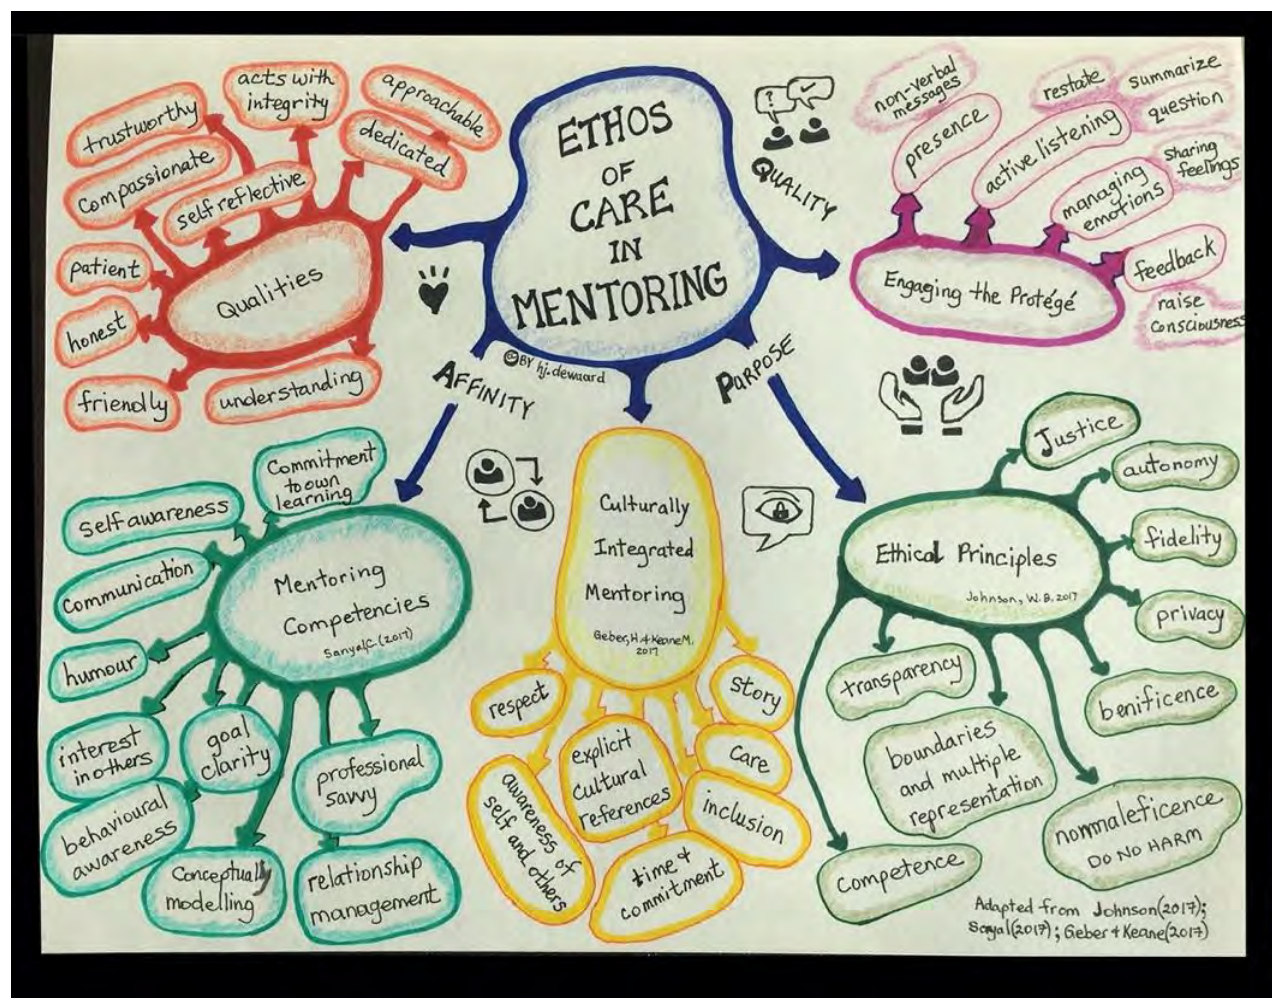 ETHOS
OF
CARE
IN
MENTORING
BY hj.dewaard
QUALITY
AFFINITY
PURPOSE
Qualities
trustworthy
acts with
integrity
approachable
dedicated
compassionate
self reflective
patient
honest
friendly
understanding
Engaging the Protégé
non-verbal
messages
presence
restate
summarize
question
active listening
sharing
feelings
managing
emotions
feedback
raise
consciousness
Mentoring
Competencies
Sanyal,C.(2017)
Commitment
to own
learning
self awareness
communication
humour
interest
in others
goal
clarity
behavioural
awareness
Conceptually
modelling
professional
savvy
relationship
management
Culturally
Integrated
Mentoring
Geber,H.&Keane M.
2017
respect
story
explicit
cultural
references
care
awareness of
self and others
inclusion
time &
commitment
Ethical Principles
Johnson, W.B. 2017
Justice
autonomy
fidelity
privacy
benificence
transparency
boundaries
and multiple
representation
nonmaleficence
DO NO HARM
competence
Adapted from Johnson(2017);
Sanyal(2017); Geber & Keane(2017)